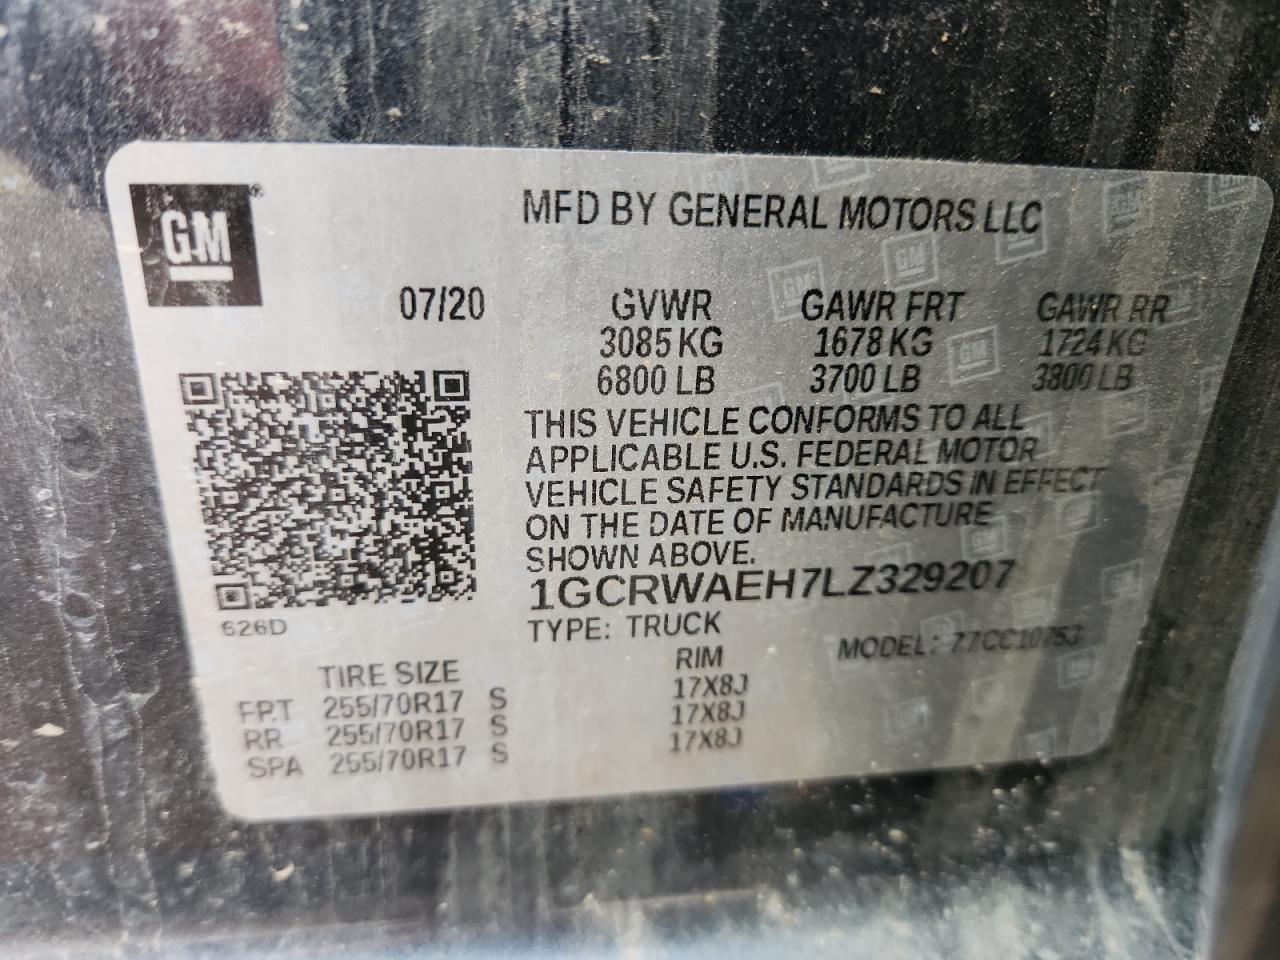 GM®
MFD BY GENERAL MOTORS LLC
07/20
GVWR GAWR FRT GAWR RR
3085 KG 1678 KG 1724 KG
6800 LB 3700 LB 3800 LB
THIS VEHICLE CONFORMS TO ALL
APPLICABLE U.S. FEDERAL MOTOR
VEHICLE SAFETY STANDARDS IN EFFECT
ON THE DATE OF MANUFACTURE
SHOWN ABOVE.
1GCRWAEH7LZ329207
626D
TYPE: TRUCK MODEL: 77CC10753
TIRE SIZE RIM
FRT 255/70R17 S 17X8J
RR 255/70R17 S 17X8J
SPA 255/70R17 S 17X8J